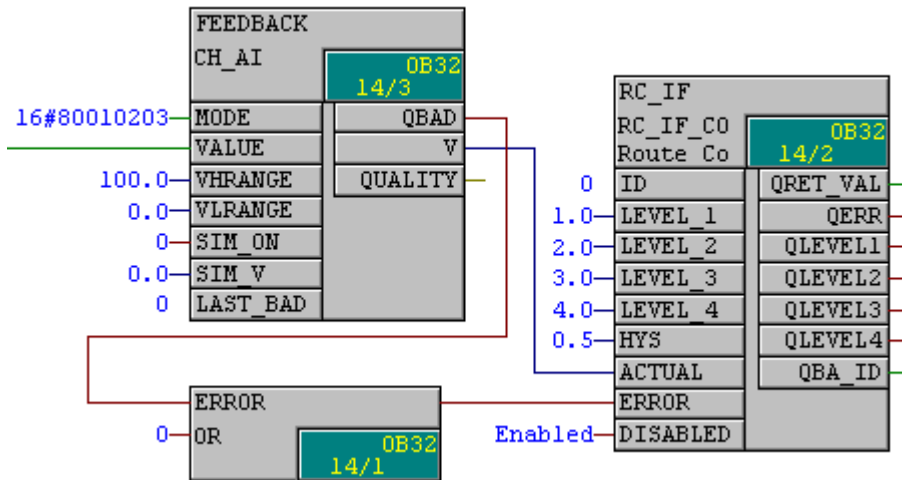 FEEDBACK
CH_AI
OB32
14/3
16#80010203 MODE QBAD
VALUE V
100.0 VHRANGE QUALITY
0.0 VLRANGE
0 SIM_ON
0.0 SIM_V
0 LAST_BAD
RC_IF
RC_IF_CO
Route Co
OB32
14/2
0 ID QRET_VAL
1.0 LEVEL_1 QERR
2.0 LEVEL_2 QLEVEL1
3.0 LEVEL_3 QLEVEL2
4.0 LEVEL_4 QLEVEL3
0.5 HYS QLEVEL4
ACTUAL QBA_ID
ERROR
Enabled DISABLED
ERROR
0 OR
OB32
14/1